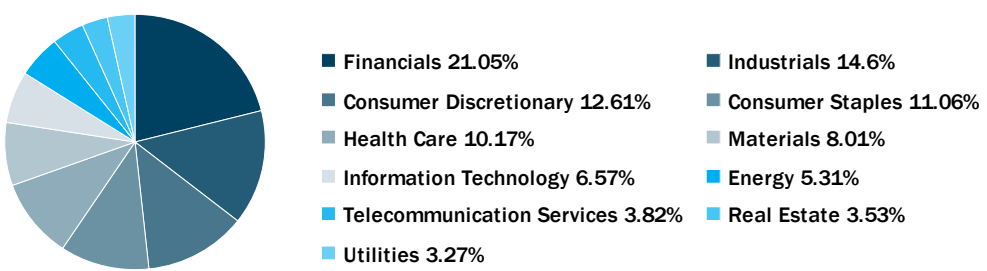 Financials 21.05%
Industrials 14.6%
Consumer Discretionary 12.61%
Consumer Staples 11.06%
Health Care 10.17%
Materials 8.01%
Information Technology 6.57%
Energy 5.31%
Telecommunication Services 3.82%
Real Estate 3.53%
Utilities 3.27%